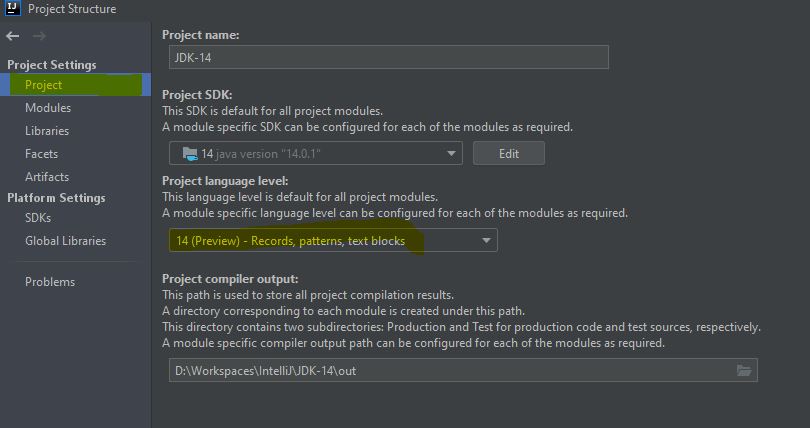 IJ Project Structure
Project Settings
Project
Modules
Libraries
Facets
Artifacts
Platform Settings
SDKs
Global Libraries
Problems
Project name:
JDK-14
Project SDK:
This SDK is default for all project modules.
A module specific SDK can be configured for each of the modules as required.
14 java version "14.0.1"
Edit
Project language level:
This language level is default for all project modules.
A module specific language level can be configured for each of the modules as required.
14 (Preview) - Records, patterns, text blocks
Project compiler output:
This path is used to store all project compilation results.
A directory corresponding to each module is created under this path.
This directory contains two subdirectories: Production and Test for production code and test sources, respectively.
A module specific compiler output path can be configured for each of the modules as required.
D:\Workspaces\IntelliJ\JDK-14\out